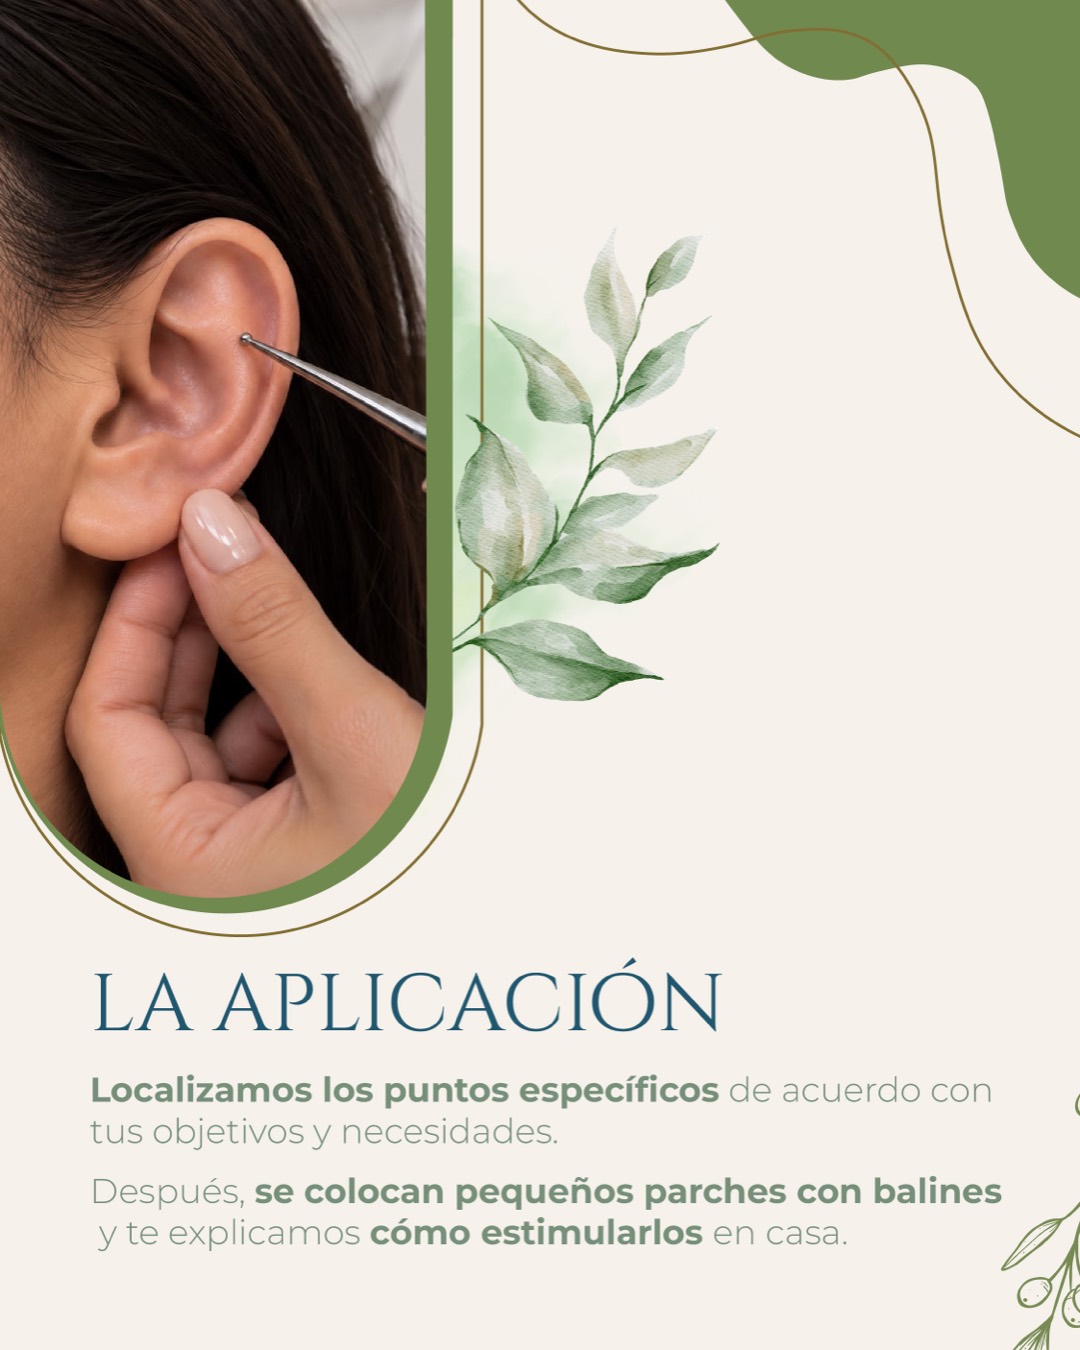 LA APLICACIÓN
Localizamos los puntos específicos de acuerdo con
tus objetivos y necesidades.
Después, se colocan pequeños parches con balines
y te explicamos cómo estimularlos en casa.